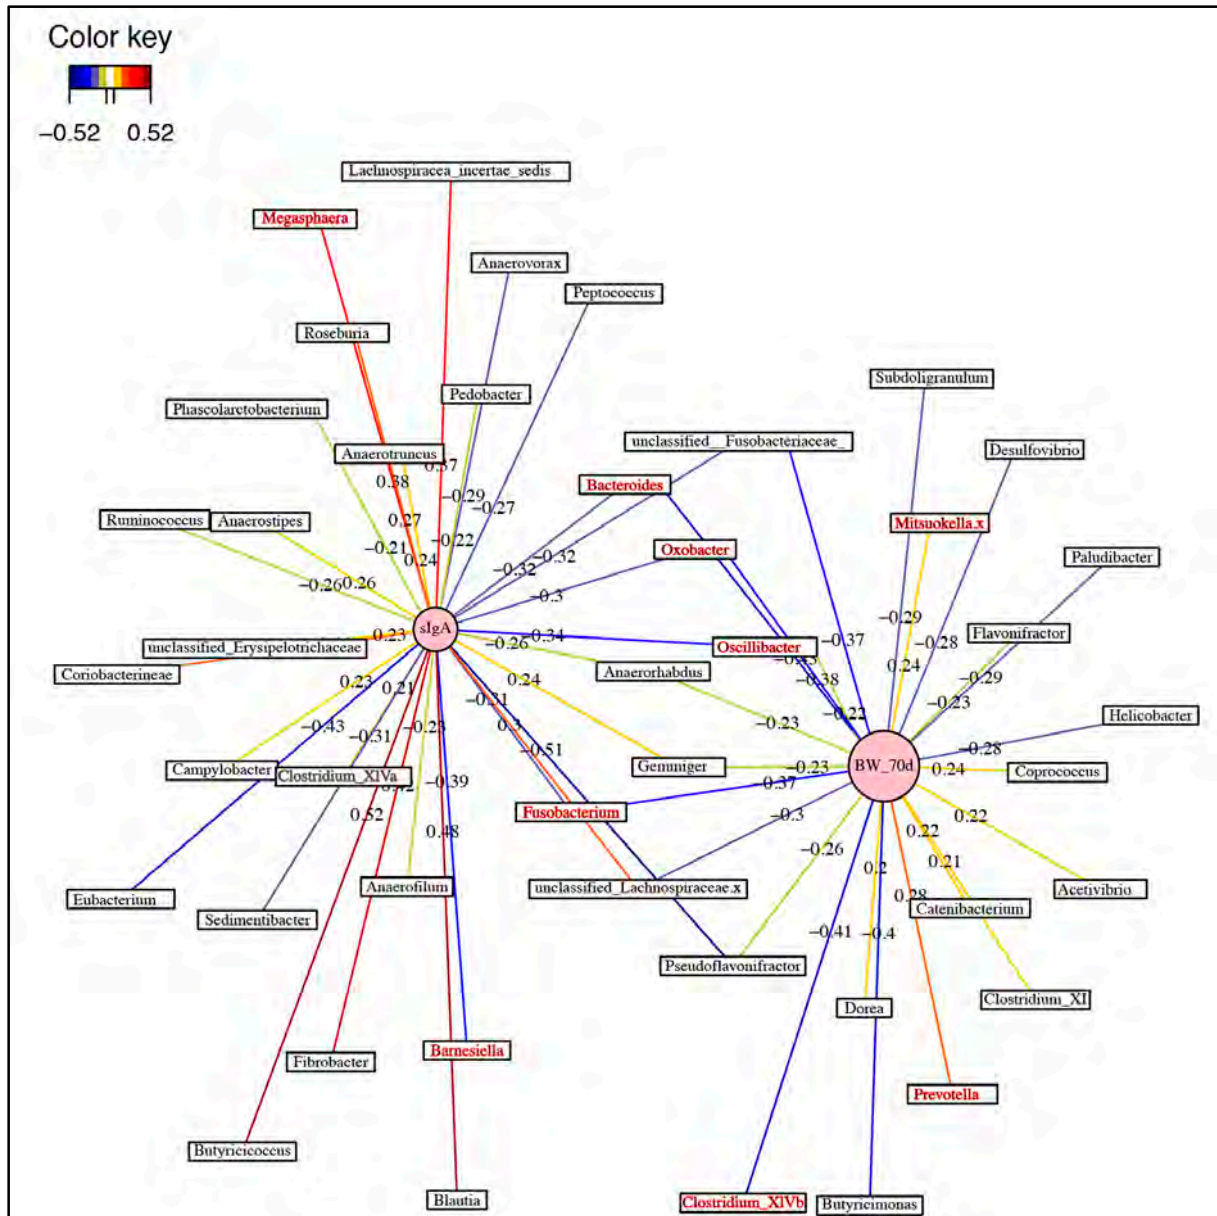 Color key
−0.52 0.52
Lachnospiracea_incertae_sedis
Megasphaera
Anaerovorax
Peptococcus
Roseburia
Subdoligranulum
Pedobacter
Phascolarctobacterium
unclassified__Fusobacteriaceae_
Desulfovibrio
Anaerotruncus
0.37
0.38
Bacteroides
−0.29
−0.27
Ruminococcus
Anaerostipes
0.27
Mitsuokella.x
−0.22
−0.21
Oxobacter
0.24
−0.32
−0.32
Paludibacter
−0.26
0.26
−0.3
−0.29
sIgA
0.23
−0.34
−0.26
−0.37
−0.28
Flavonifractor
unclassified_Erysipelotrichaceae
Oscillibacter
Coriobacterineae
Anaerorhabdus
0.24
−0.38
0.24
−0.29
0.23
0.21
−0.23
−0.31
−0.22
Helicobacter
−0.43
−0.23
0.3
−0.23
−0.31
−0.51
−0.28
Campylobacter
Clostridium_XIVa
Gemmiger
−0.23
BW_70d
0.24
Coprococcus
−0.39
−0.37
0.52
Fusobacterium
−0.3
0.22
0.48
0.22
−0.26
0.21
0.2
Eubacterium
Anaerofilum
unclassified_Lachnospiraceae.x
Acetivibrio
0.28
Sedimentibacter
Catenibacterium
−0.41
−0.4
Pseudoflavonifractor
Dorea
Clostridium_XI
Fibrobacter
Barnesiella
Prevotella
Butyricicoccus
Blautia
Clostridium_XIVb
Butyricimonas